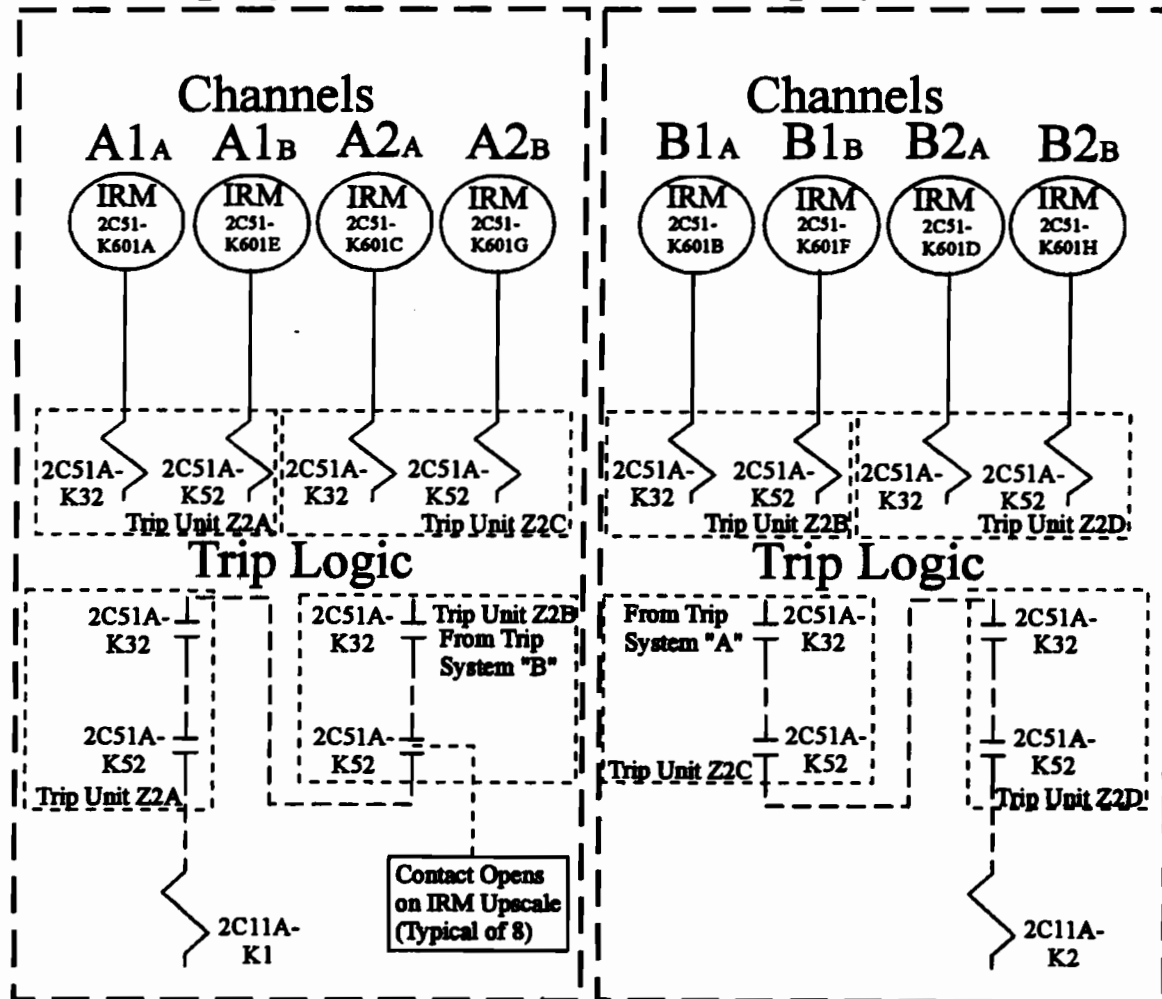 Channels
A1A A1B A2A A2B
IRM 2C51-K601A
IRM 2C51-K601E
IRM 2C51-K601C
IRM 2C51-K601G
2C51A-K32
2C51A-K52
Trip Unit Z2A
2C51A-K32
2C51A-K52
Trip Unit Z2C
Trip Logic
2C51A-K32
2C51A-K52
Trip Unit Z2A
2C51A-K32
Trip Unit Z2B
From Trip
System "B"
2C51A-K52
Contact Opens
on IRM Upscale
(Typical of 8)
2C11A-K1
Channels
B1A B1B B2A B2B
IRM 2C51-K601B
IRM 2C51-K601F
IRM 2C51-K601D
IRM 2C51-K601H
2C51A-K32
2C51A-K52
Trip Unit Z2B
2C51A-K32
2C51A-K52
Trip Unit Z2D
Trip Logic
From Trip
System "A"
2C51A-K32
2C51A-K52
Trip Unit Z2C
2C51A-K32
2C51A-K52
Trip Unit Z2D
2C11A-K2